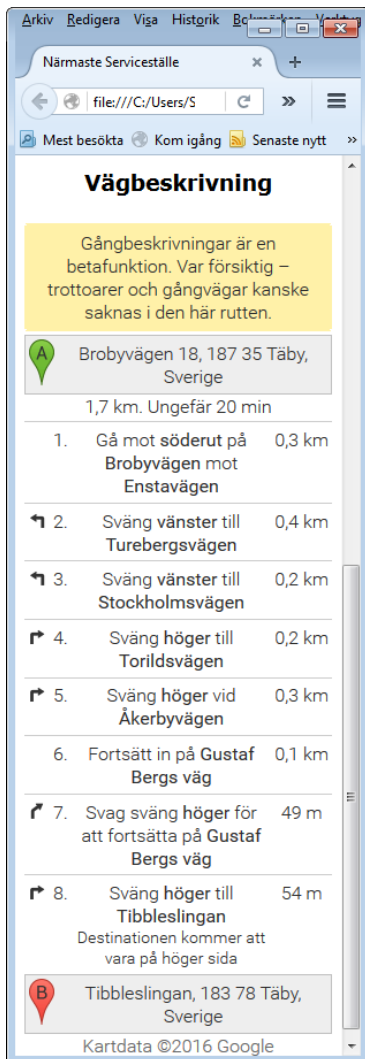 Arkiv Redigera Visa Historik Bokmärken Verktyg
Närmaste Serviceställe × +
file:///C:/Users/S C »
Mest besökta Kom igång Senaste nytt »
Vägbeskrivning
Gångbeskrivningar är en
betafunktion. Var försiktig –
trottoarer och gångvägar kanske
saknas i den här rutten.
A Brobyvägen 18, 187 35 Täby,
Sverige
1,7 km. Ungefär 20 min
1. Gå mot söderut på 0,3 km
Brobyvägen mot
Enstavägen
2. Sväng vänster till 0,4 km
Turebergsvägen
3. Sväng vänster till 0,2 km
Stockholmsvägen
4. Sväng höger till 0,2 km
Torildsvägen
5. Sväng höger vid 0,3 km
Åkerbyvägen
6. Fortsätt in på Gustaf 0,1 km
Bergs väg
7. Svag sväng höger för 49 m
att fortsätta på Gustaf
Bergs väg
8. Sväng höger till 54 m
Tibbleslingan
Destinationen kommer att
vara på höger sida
B Tibbleslingan, 183 78 Täby,
Sverige
Kartdata ©2016 Google